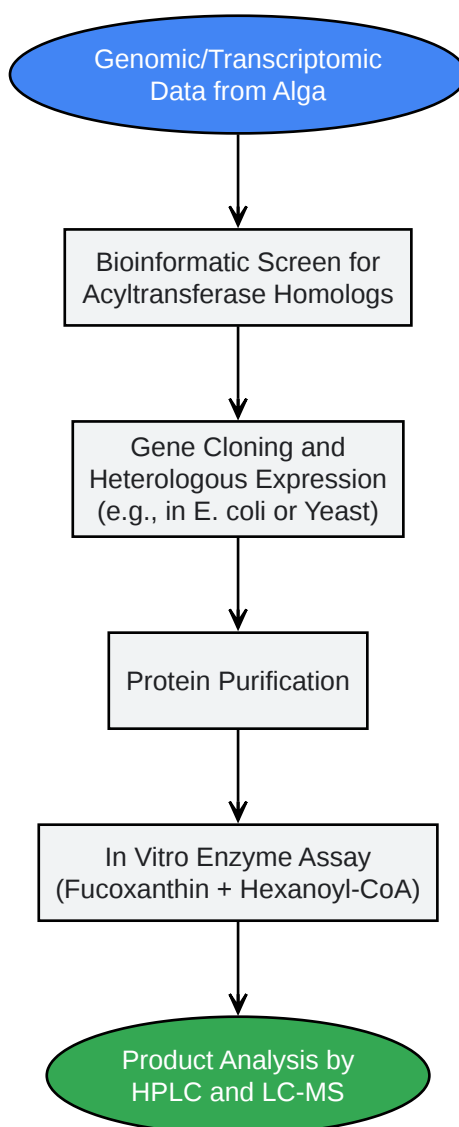 Genomic/Transcriptomic
Data from Alga
Bioinformatic Screen for
Acyltransferase Homologs
Gene Cloning and
Heterologous Expression
(e.g., in E. coli or Yeast)
Protein Purification
In Vitro Enzyme Assay
(Fucoxanthin + Hexanoyl-CoA)
Product Analysis by
HPLC and LC-MS